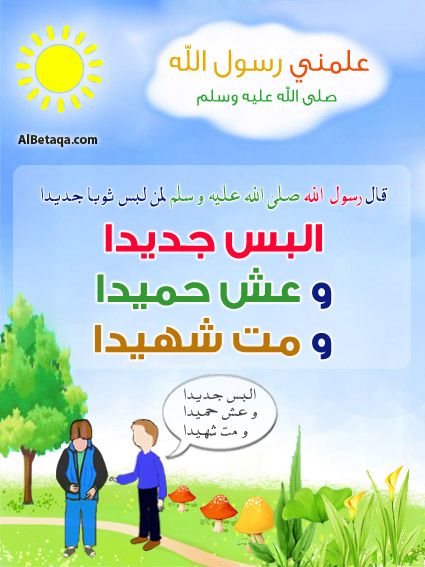 علمني رسول الله
صلى الله عليه وسلم
AlBetaqa.com
قال رسول الله صلى الله عليه و سلم لمن لبس ثوبا جديدا
البس جديدا
و عش حميدا
و مت شهيدا
البس جديدا
و عش حميدا
و مت شهيدا